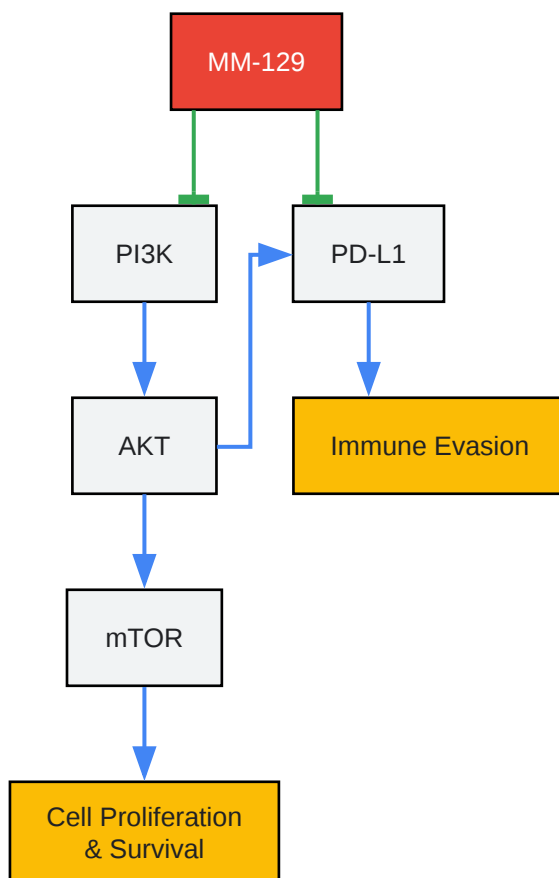 MM-129
PI3K
PD-L1
AKT
Immune Evasion
mTOR
Cell Proliferation
& Survival